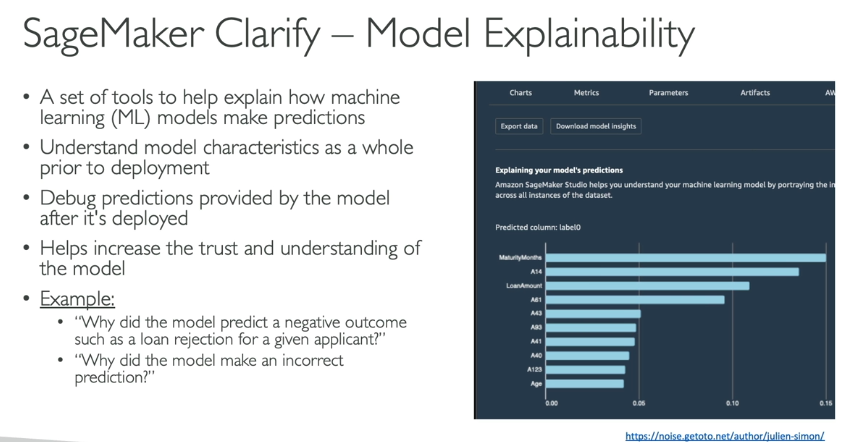 SageMaker Clarify – Model Explainability
• A set of tools to help explain how machine
learning (ML) models make predictions
• Understand model characteristics as a whole
prior to deployment
• Debug predictions provided by the model
after it's deployed
• Helps increase the trust and understanding of
the model
• Example:
• “Why did the model predict a negative outcome
such as a loan rejection for a given applicant?”
• “Why did the model make an incorrect
prediction?”
Charts Metrics Parameters Artifacts AW
Export data Download model insights
Explaining your model's predictions
Amazon SageMaker Studio helps you understand your machine learning model by portraying the in
across all instances of the dataset.
Predicted column: label0
MaturityMonths
A14
LoanAmount
A61
A43
A93
A41
A40
A123
Age
0.00 0.05 0.10 0.15
https://noise.getoto.net/author/julien-simon/